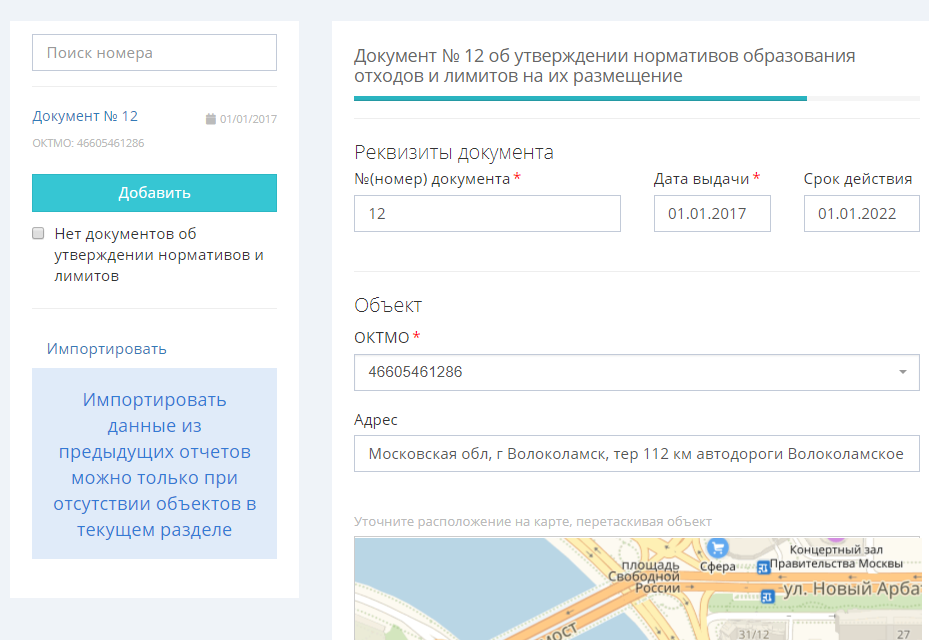 Поиск номера
Документ № 12
01/01/2017
ОКТМО: 46605461286
Добавить
Нет документов об
утверждении нормативов и
лимитов
Импортировать
Импортировать
данные из
предыдущих отчетов
можно только при
отсутствии объектов в
текущем разделе
Документ № 12 об утверждении нормативов образования
отходов и лимитов на их размещение
Реквизиты документа
№(номер) документа *
Дата выдачи *
Срок действия
12
01.01.2017
01.01.2022
Объект
ОКТМО *
46605461286
Адрес
Московская обл, г Волоколамск, тер 112 км автодороги Волоколамское
Уточните расположение на карте, перетаскивая объект
Сфера
Концертный зал
Правительства Москвы
площадь
Свободной
России
ул. Новый Арба
МОСТ
31/12
27